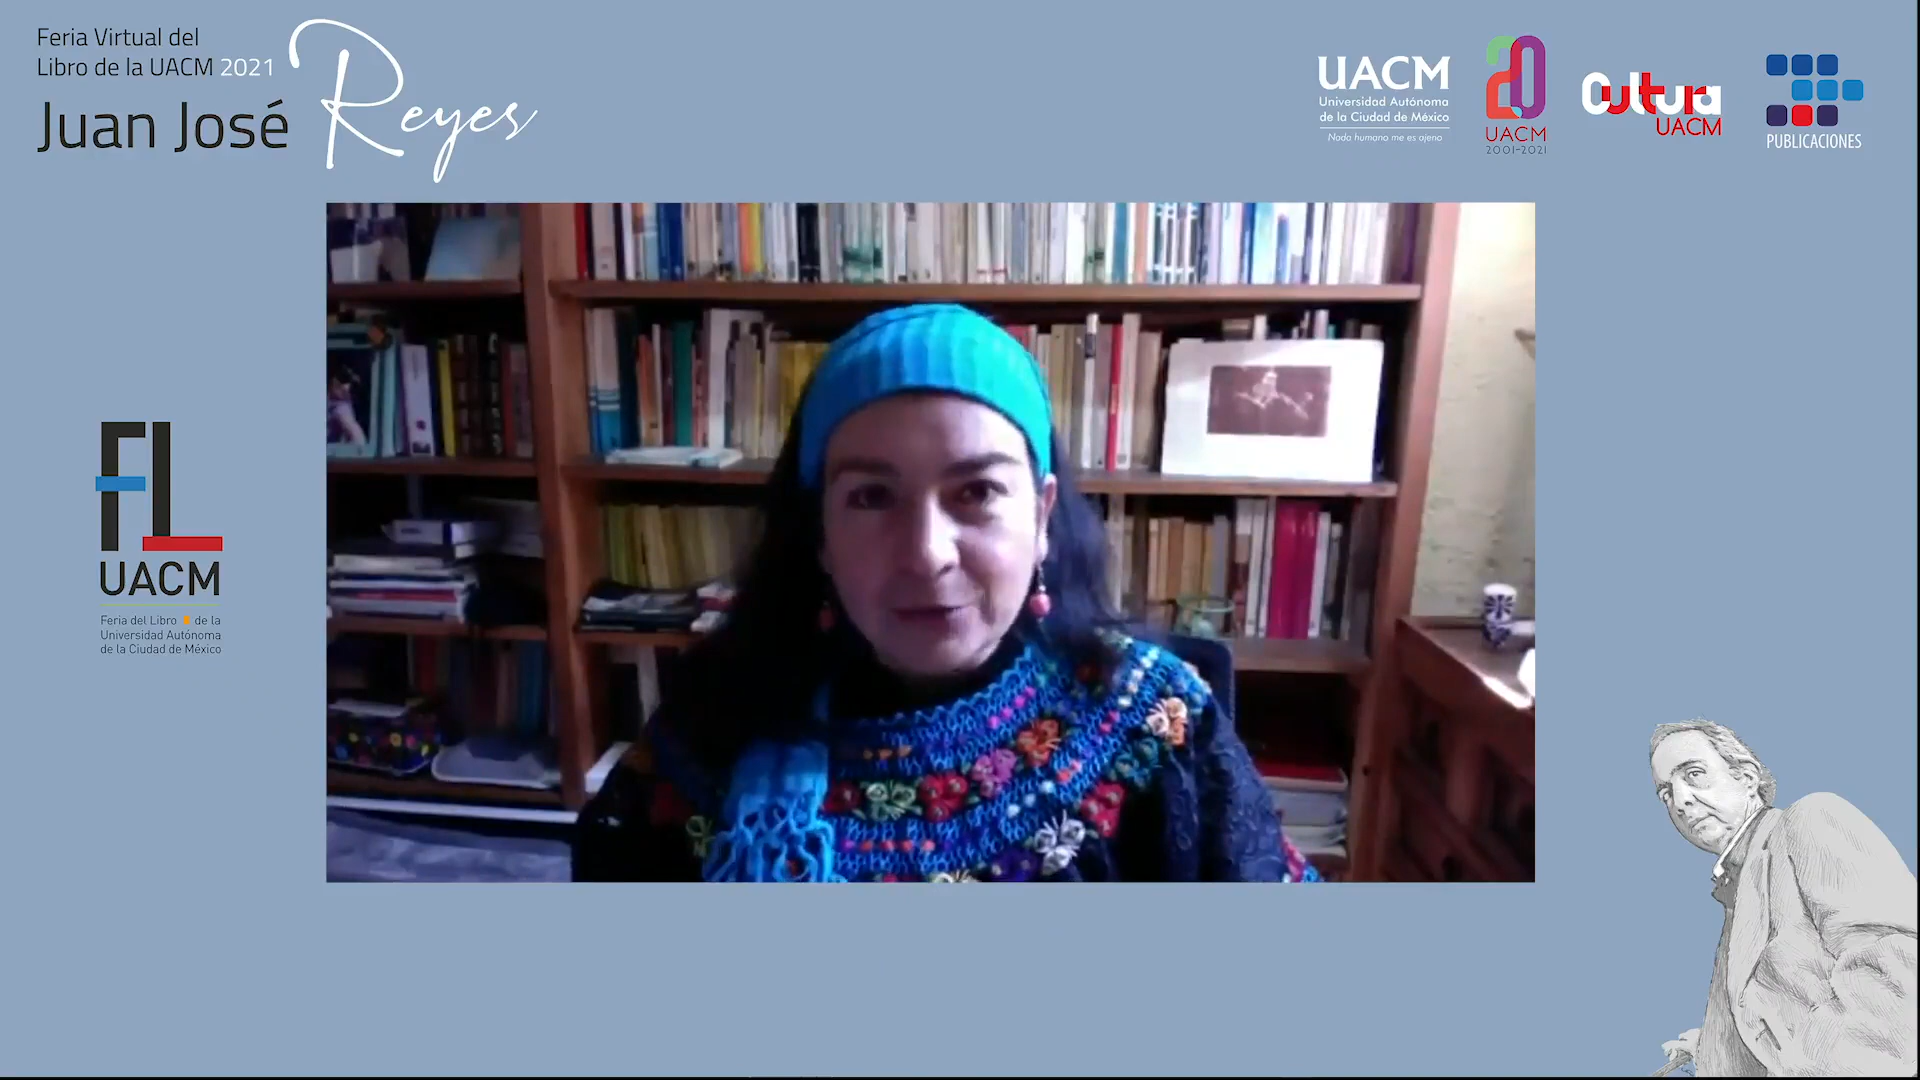 Feria Virtual del
Libro de la UACM 2021
Juan José Reyes
UACM
Universidad Autónoma
de la Ciudad de México
Nada humano me es ajeno
20
UACM
2001-2021
Cultura
UACM
PUBLICACIONES
FL
UACM
Feria del Libro de la
Universidad Autónoma
de la Ciudad de México